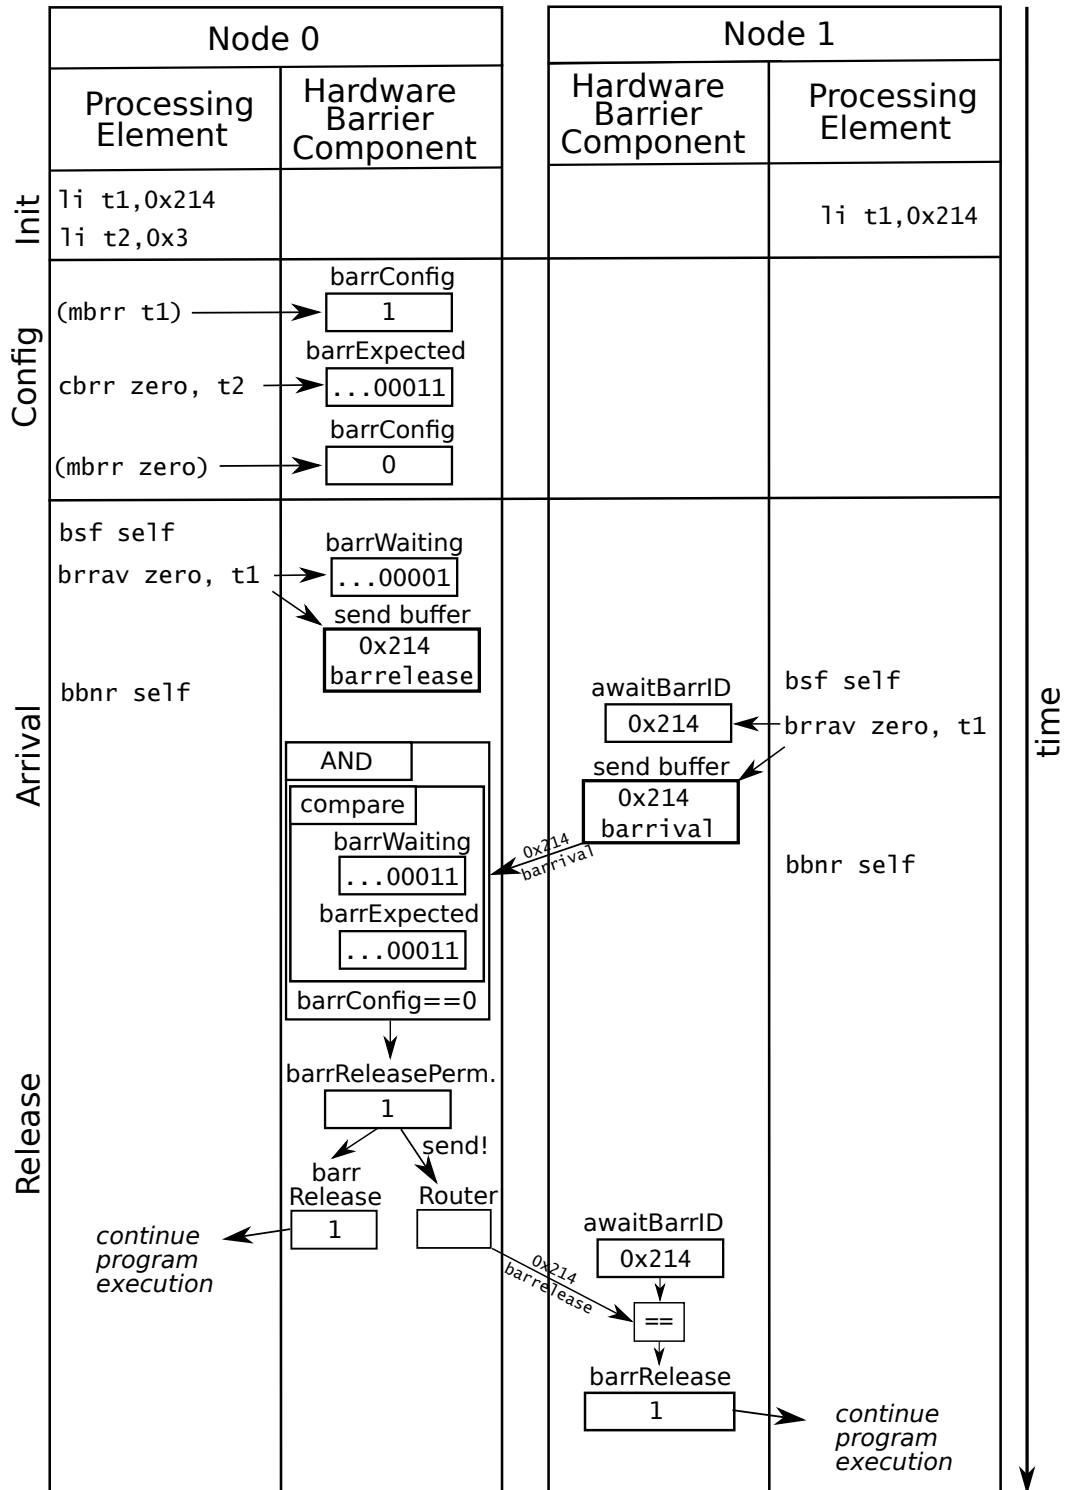 Node 0
Node 1
Processing
Element
Hardware
Barrier
Component
Hardware
Barrier
Component
Processing
Element
Init
li t1,0x214
li t2,0x3
li t1,0x214
Config
barrConfig
(mbrr t1)
1
barrExpected
cbrr zero, t2
...00011
barrConfig
(mbrr zero)
0
Arrival
bsf self
barrWaiting
brrav zero, t1
...00001
send buffer
0x214
barrelease
bbnr self
awaitBarrID
bsf self
0x214
brrav zero, t1
send buffer
0x214
barrival
bbnr self
0x214
barrival
AND
compare
barrWaiting
...00011
barrExpected
...00011
barrConfig==0
time
Release
barrReleasePerm.
1
send!
barr
Release
1
Router
continue
program
execution
0x214
barrelease
awaitBarrID
0x214
==
barrRelease
1
continue
program
execution